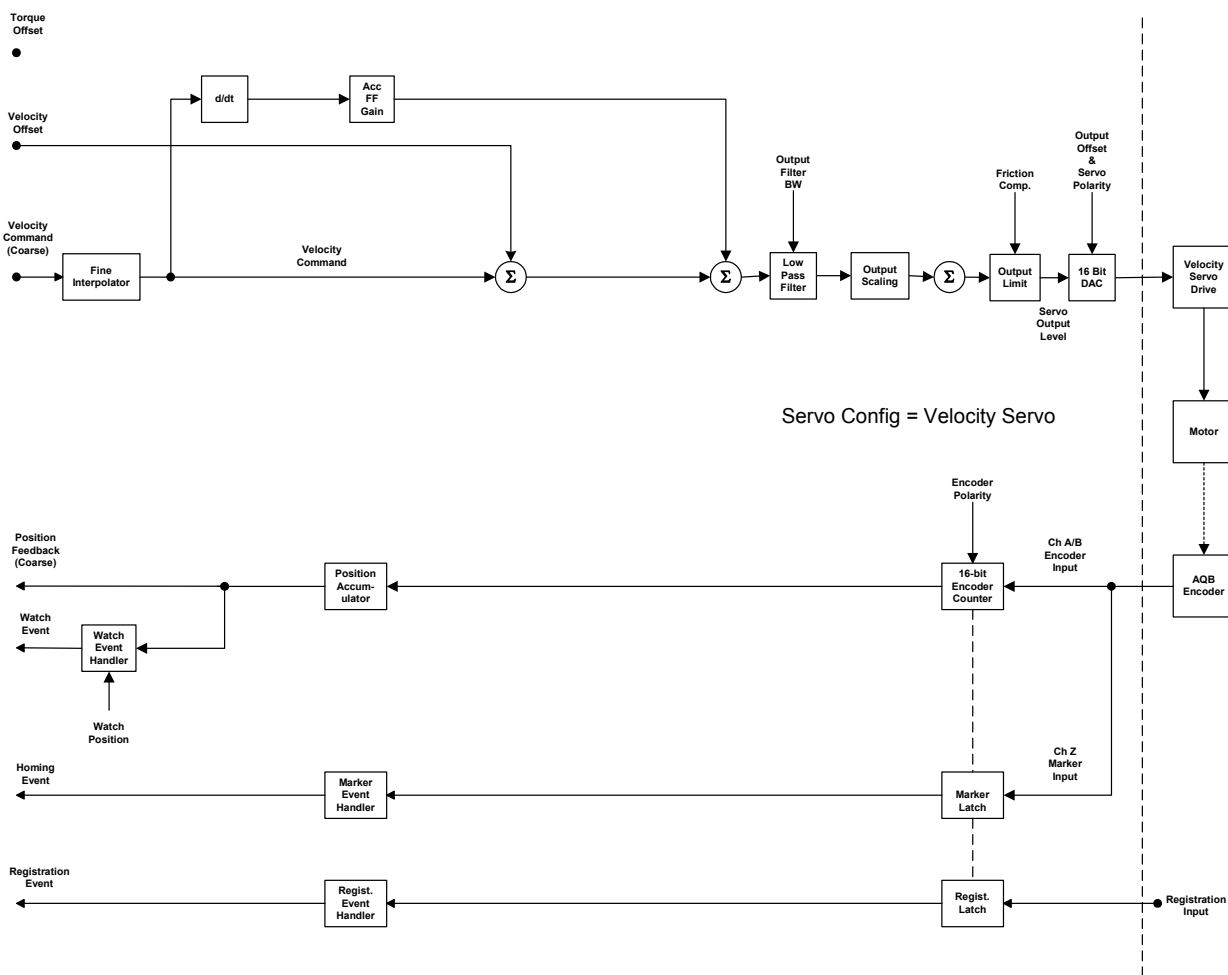 Torque
Offset
d/dt
Acc
FF
Gain
Velocity
Offset
Output
Filter
BW
Friction
Comp.
Output
Offset
&
Servo
Polarity
Velocity
Command
(Coarse)
Fine
Interpolator
Velocity
Command
Σ
Σ
Low
Pass
Filter
Output
Scaling
Σ
Output
Limit
Servo
Output
Level
16 Bit
DAC
Velocity
Servo
Drive
Servo Config = Velocity Servo
Motor
Encoder
Polarity
Position
Feedback
(Coarse)
Position
Accum-
ulator
16-bit
Encoder
Counter
Ch A/B
Encoder
Input
AQB
Encoder
Watch
Event
Watch
Event
Handler
Watch
Position
Homing
Event
Marker
Event
Handler
Marker
Latch
Ch Z
Marker
Input
Registration
Event
Regist.
Event
Handler
Regist.
Latch
Registration
Input